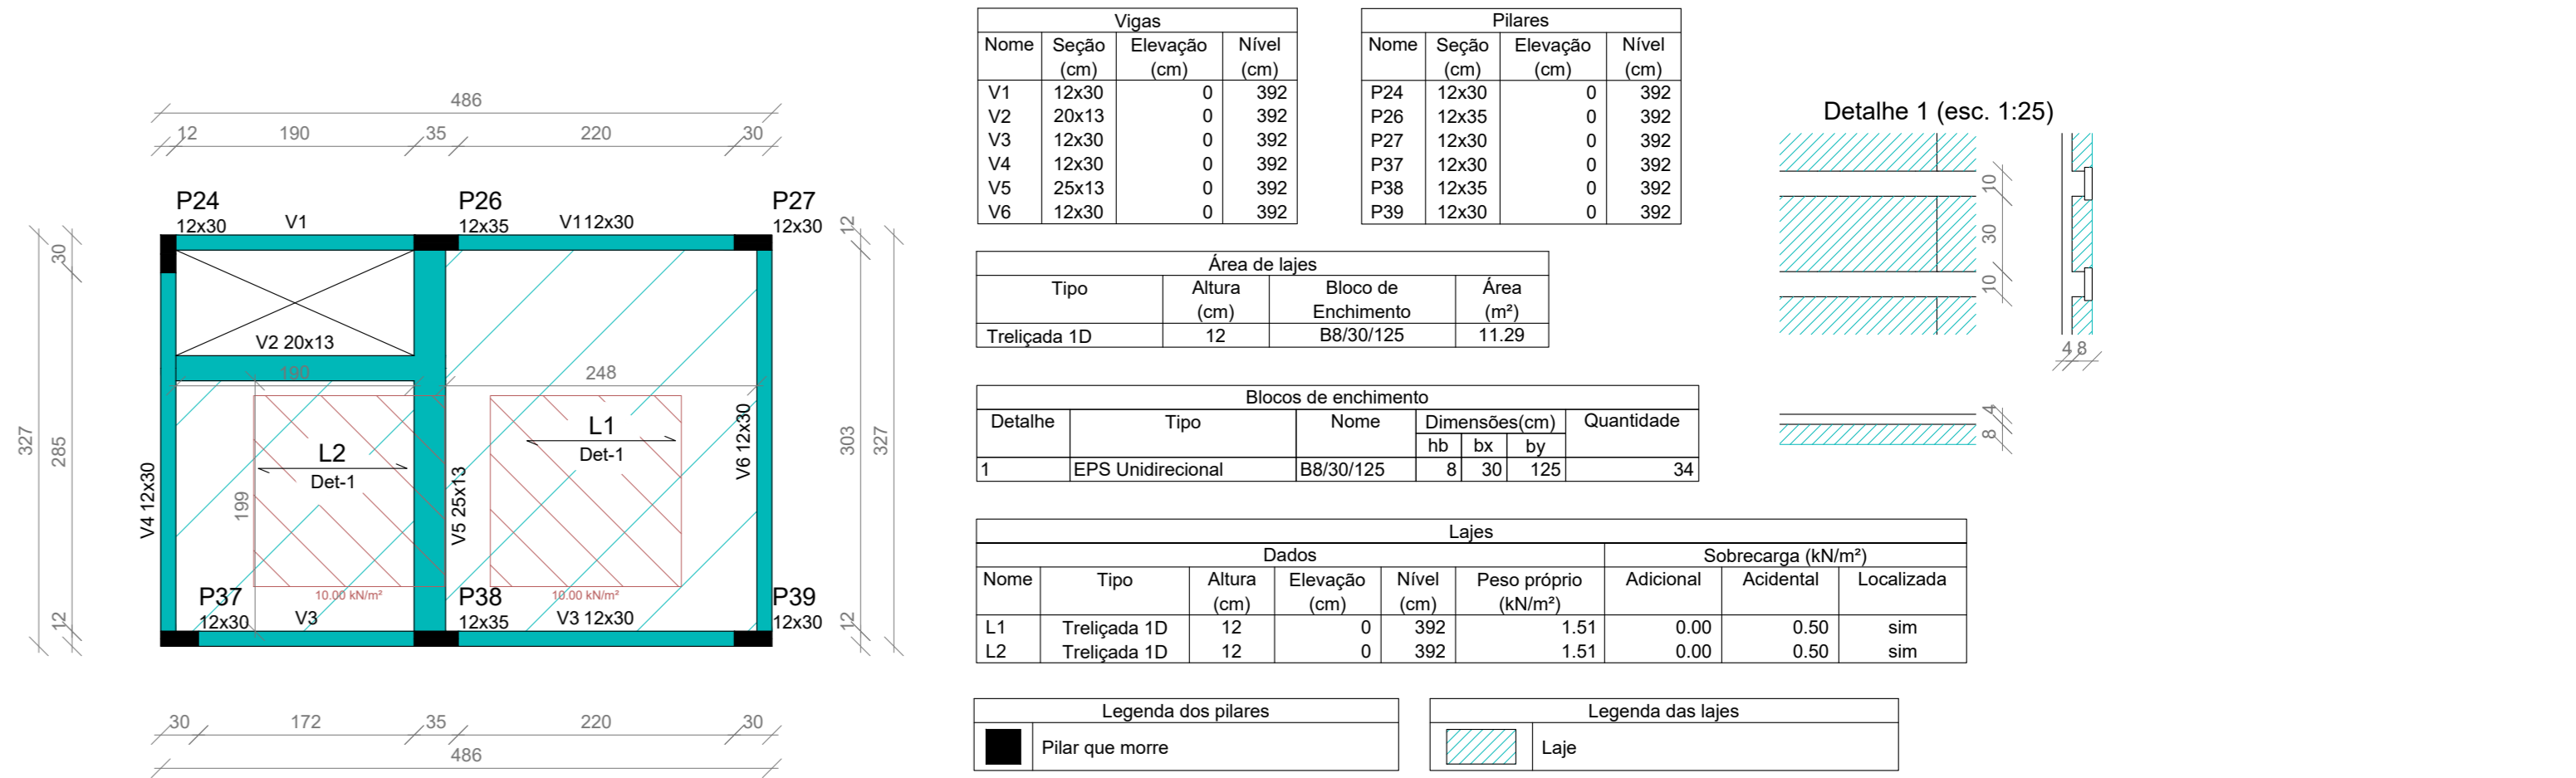 486
12 190 35 220 30
P24
12x30
V1
P26
12x35
V1 12x30
P27
12x30
30
285
12
327
12
303
12
327
V2 20x13
190
248
L2
Det-1
199
L1
Det-1
V4 12x30
V5 25x13
V6 12x30
10.00 kN/m²
10.00 kN/m²
P37
12x30
V3
P38
12x35
V3 12x30
P39
12x30
30 172 35 220 30
486
Vigas
Nome Seção Elevação Nível
(cm) (cm) (cm)
V1 12x30 0 392
V2 20x13 0 392
V3 12x30 0 392
V4 12x30 0 392
V5 25x13 0 392
V6 12x30 0 392
Pilares
Nome Seção Elevação Nível
(cm) (cm) (cm)
P24 12x30 0 392
P26 12x35 0 392
P27 12x30 0 392
P37 12x30 0 392
P38 12x35 0 392
P39 12x30 0 392
Área de lajes
Tipo Altura Bloco de Área
(cm) Enchimento (m²)
Treliçada 1D 12 B8/30/125 11.29
Blocos de enchimento
Detalhe Tipo Nome Dimensões(cm) Quantidade
hb bx by
1 EPS Unidirecional B8/30/125 8 30 125 34
Lajes
Dados Sobrecarga (kN/m²)
Nome Tipo Altura Elevação Nível Peso próprio Adicional Acidental Localizada
(cm) (cm) (cm) (kN/m²)
L1 Treliçada 1D 12 0 392 1.51 0.00 0.50 sim
L2 Treliçada 1D 12 0 392 1.51 0.00 0.50 sim
Legenda dos pilares
Pilar que morre
Legenda das lajes
Laje
Detalhe 1 (esc. 1:25)
10
30
10
4 8
4
8